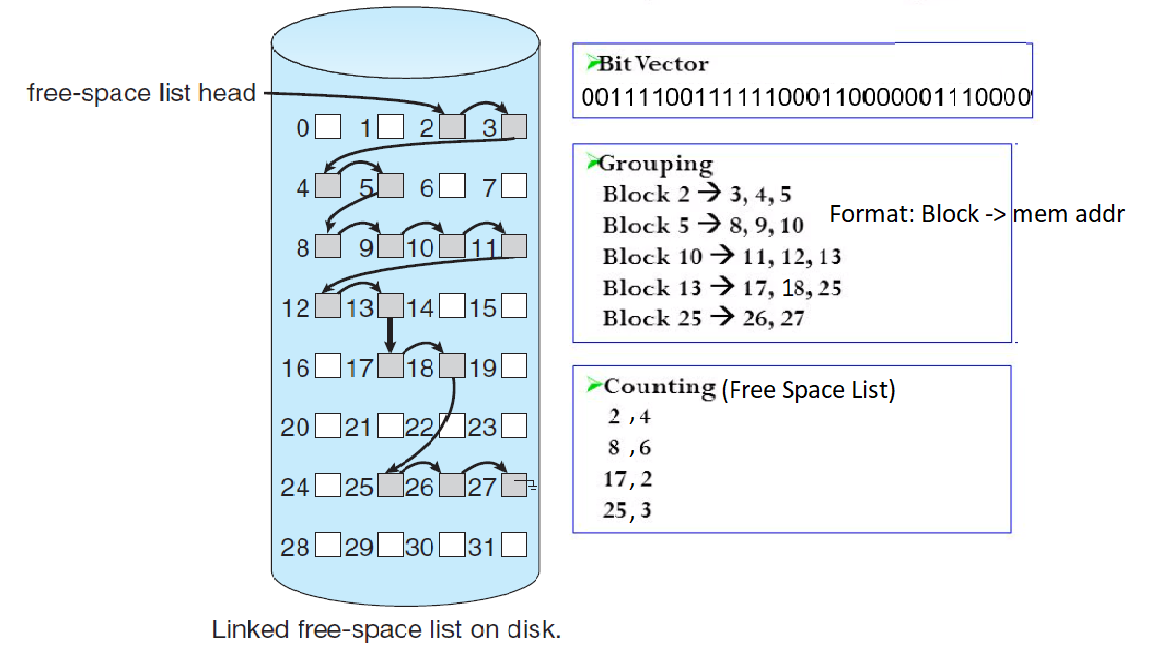 free-space list head
0 1 2 3
4 5 6 7
8 9 10 11
12 13 14 15
16 17 18 19
20 21 22 23
24 25 26 27
28 29 30 31
Linked free-space list on disk.
Bit Vector
00111100111111000110000001110000
Grouping
Block 2 → 3, 4, 5
Block 5 → 8, 9, 10
Block 10 → 11, 12, 13
Block 13 → 17, 18, 25
Block 25 → 26, 27
Format: Block -> mem addr
Counting (Free Space List)
2 ,4
8 ,6
17,2
25,3